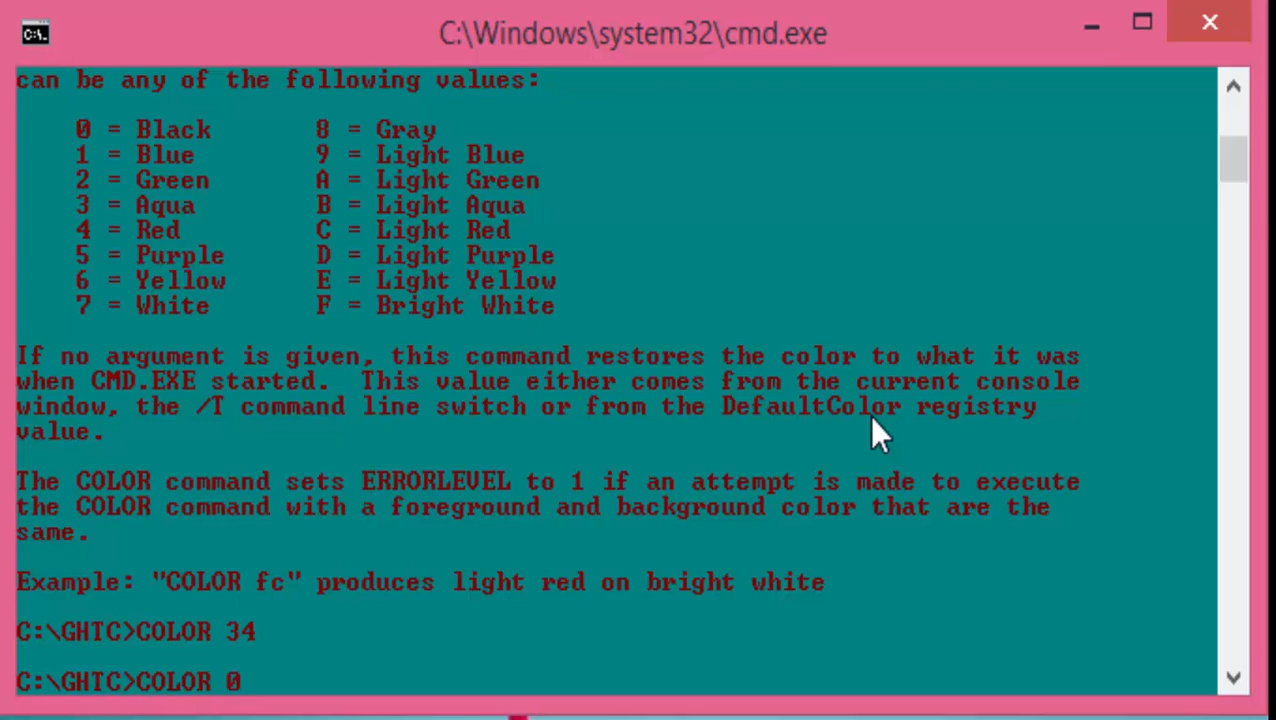 C:\Windows\system32\cmd.exe
can be any of the following values:
0 = Black 8 = Gray
1 = Blue 9 = Light Blue
2 = Green A = Light Green
3 = Aqua B = Light Aqua
4 = Red C = Light Red
5 = Purple D = Light Purple
6 = Yellow E = Light Yellow
7 = White F = Bright White
If no argument is given, this command restores the color to what it was
when CMD.EXE started.  This value either comes from the current console
window, the /T command line switch or from the DefaultColor registry
value.
The COLOR command sets ERRORLEVEL to 1 if an attempt is made to execute
the COLOR command with a foreground and background color that are the
same.
Example: "COLOR fc" produces light red on bright white
C:\GHTC>COLOR 34
C:\GHTC>COLOR 0